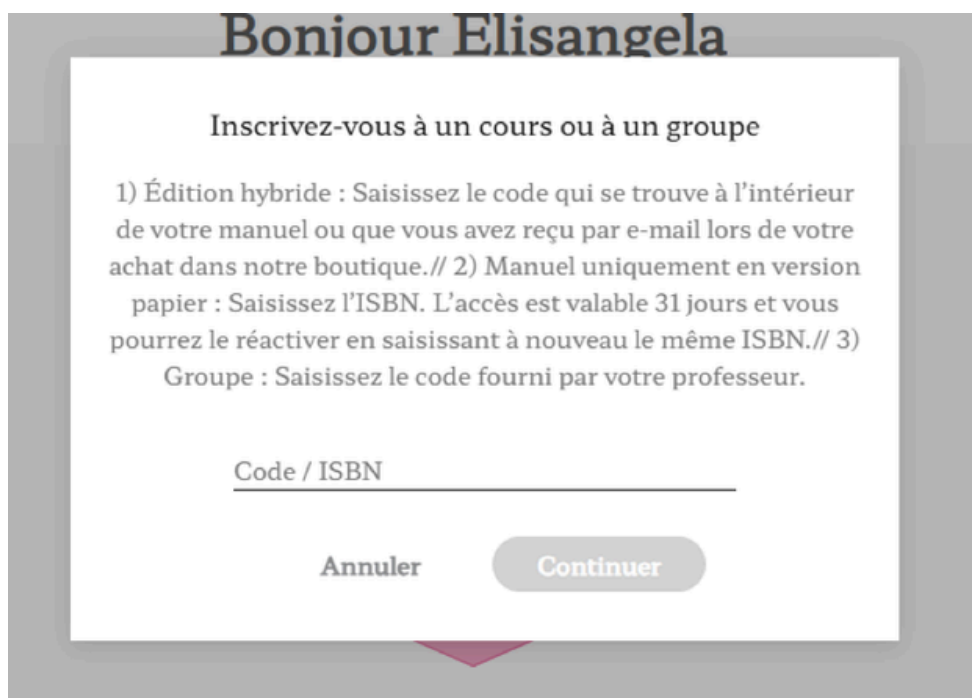 Bonjour Elisangela
Inscrivez-vous à un cours ou à un groupe
1) Édition hybride : Saisissez le code qui se trouve à l’intérieur
de votre manuel ou que vous avez reçu par e-mail lors de votre
achat dans notre boutique.// 2) Manuel uniquement en version
papier : Saisissez l’ISBN. L’accès est valable 31 jours et vous
pourrez le réactiver en saisissant à nouveau le même ISBN.// 3)
Groupe : Saisissez le code fourni par votre professeur.
Code / ISBN
Annuler
Continuer